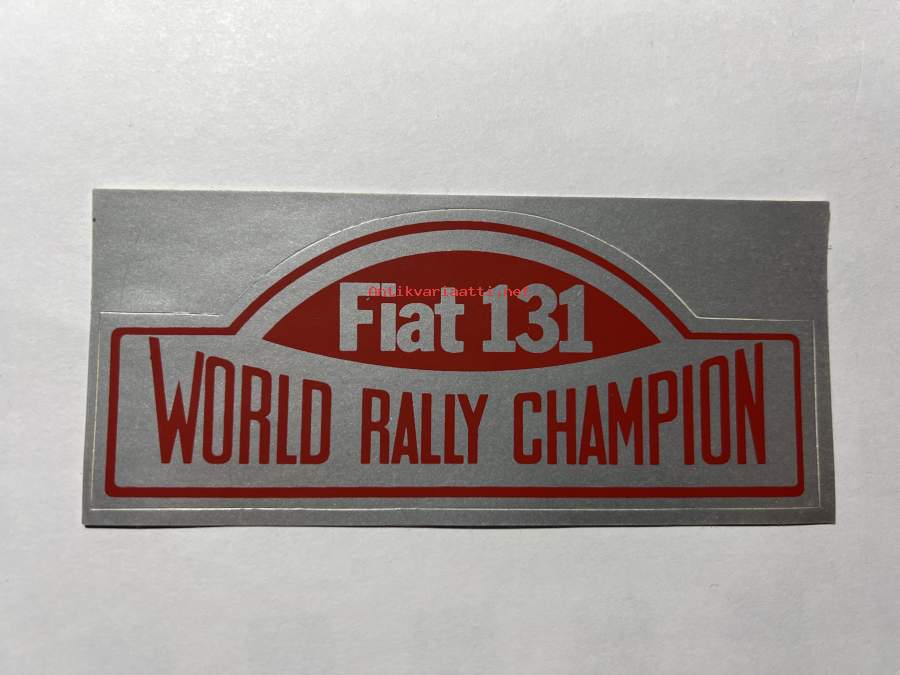 Fiat 131
Antikvariaatti.net
WORLD RALLY CHAMPION